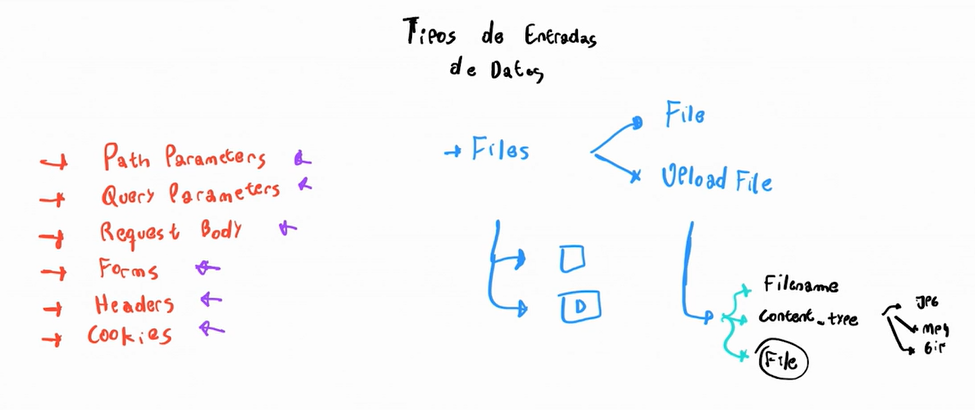 Tipos de Entradas
de Datos
Path Parameters
Query Parameters
Request Body
Forms
Headers
Cookies
Files
File
Upload File
D
Filename
Content_type
File
JPG
mp4
Gif